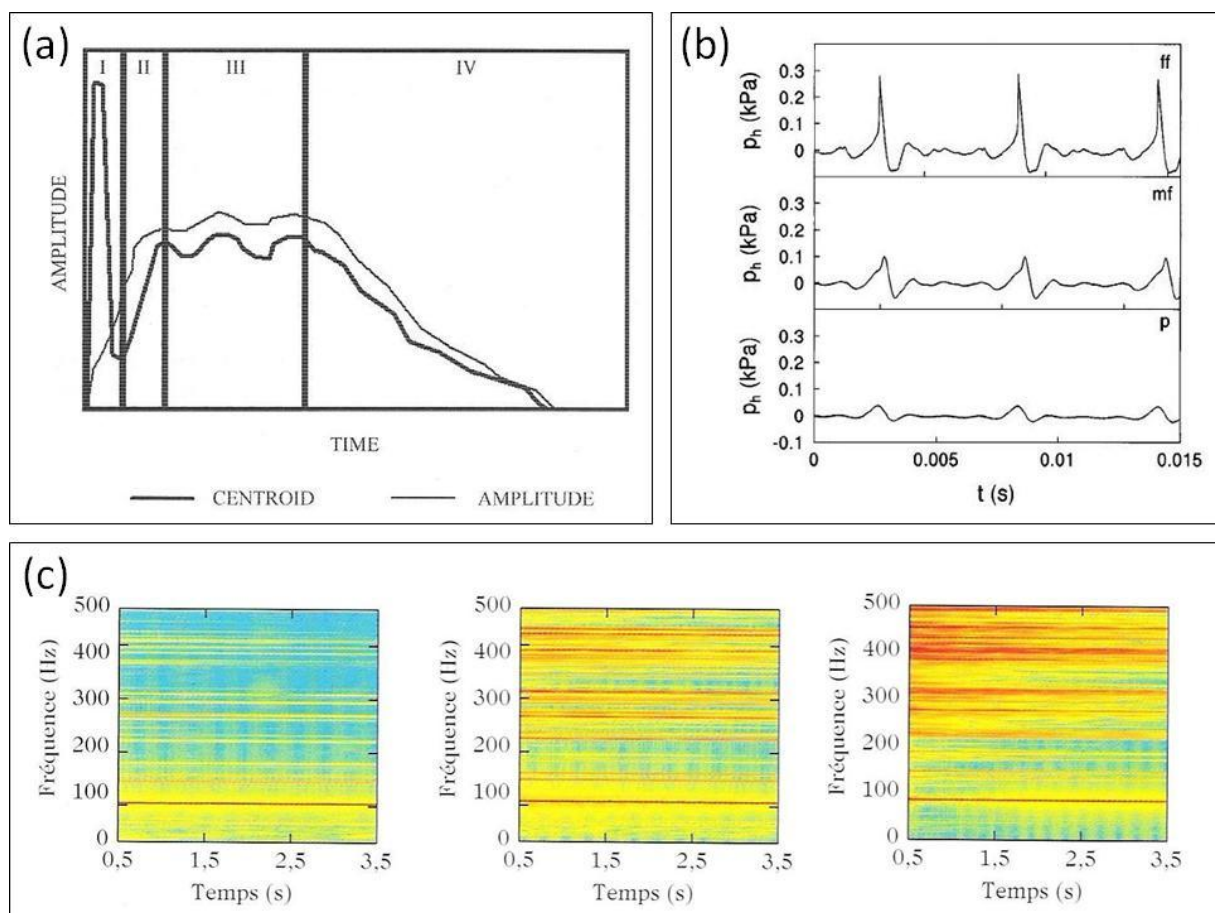 (a)
I II III IV
AMPLITUDE
TIME
CENTROID AMPLITUDE
(b)
ff
0.3
0.2
0.1
0
p_h (kPa)
mf
0.3
0.2
0.1
0
p_h (kPa)
p
0.3
0.2
0.1
0
-0.1
p_h (kPa)
0 0.005 0.01 0.015
t (s)
(c)
500
400
300
200
100
0
Fréquence (Hz)
0,5 1,5 2,5 3,5
Temps (s)
500
400
300
200
100
0
Fréquence (Hz)
0,5 1,5 2,5 3,5
Temps (s)
500
400
300
200
100
0
Fréquence (Hz)
0,5 1,5 2,5 3,5
Temps (s)